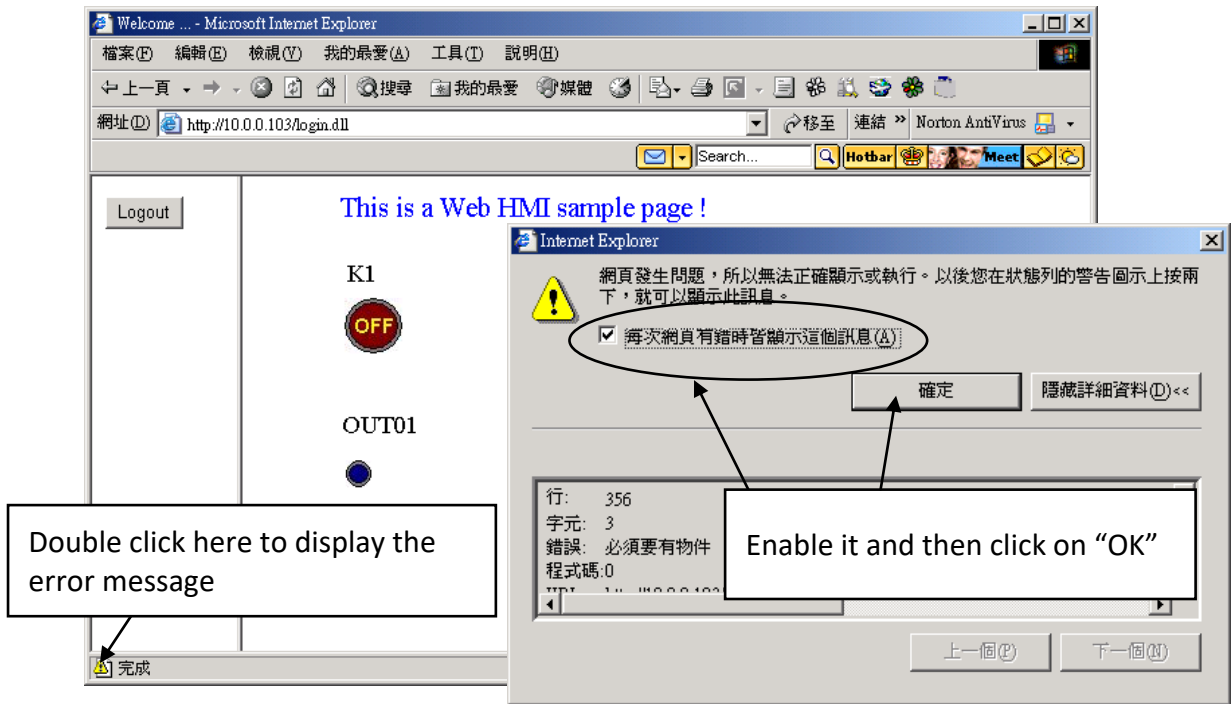 Welcome ... - Microsoft Internet Explorer
檔案(F) 編輯(E) 檢視(V) 我的最愛(A) 工具(T) 說明(H)
上一頁 搜尋 我的最愛 媒體
網址(D) http://10.0.0.103/login.dll 移至 連結 » Norton AntiVirus
Search... Hotbar Meet
Logout
This is a Web HMI sample page !
K1
OFF
OUT01
Double click here to display the
error message
完成
Internet Explorer
網頁發生問題，所以無法正確顯示或執行。以後您在狀態列的警告圖示上按兩
下，就可以顯示此訊息。
每次網頁有錯時皆顯示這個訊息(A)
確定 隱藏詳細資料(D)<<
行: 356
字元: 3
錯誤: 必須要有物件
程式碼:0
Enable it and then click on “OK”
上一個(P) 下一個(N)